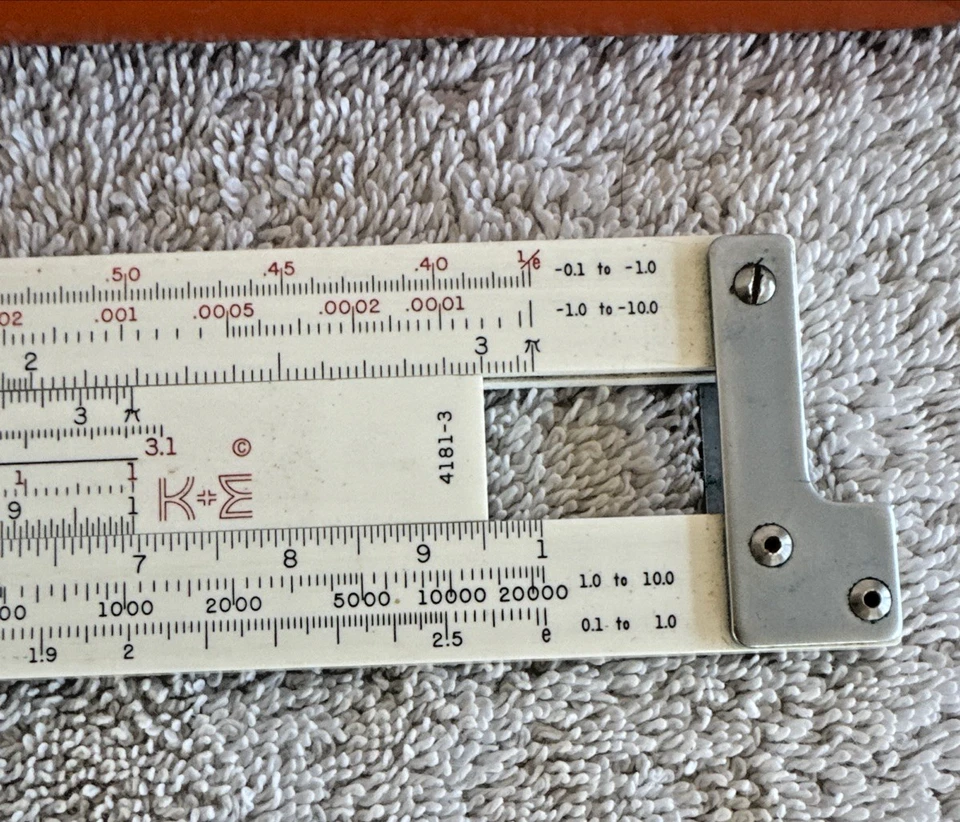 .50 .45 .40 1/e -0.1 to -1.0
02 .001 .0005 .0002 .0001 -1.0 to -10.0
2 3 π
3 π
3.1 ©
1 1
K+E
9 1
4181-3
7 8 9 1
00 1000 2000 5000 10000 20000 1.0 to 10.0
1.9 2 2.5 e 0.1 to 1.0